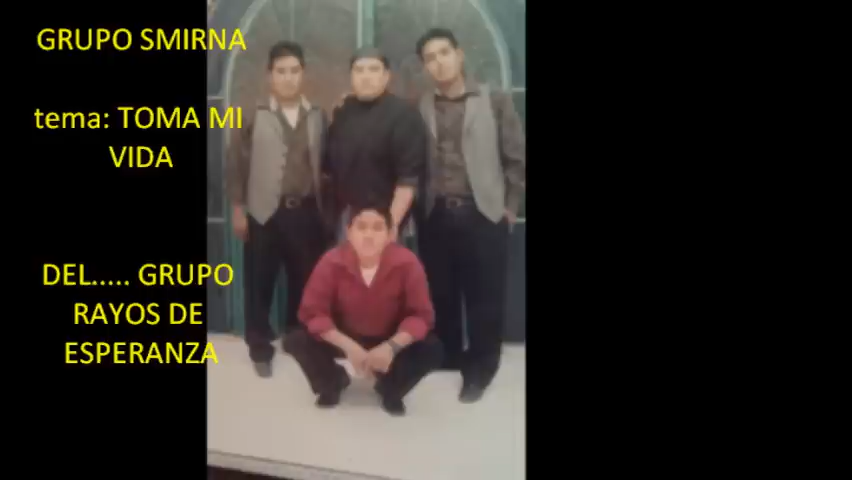 GRUPO SMIRNA
tema: TOMA MI
VIDA
DEL..... GRUPO
RAYOS DE
ESPERANZA